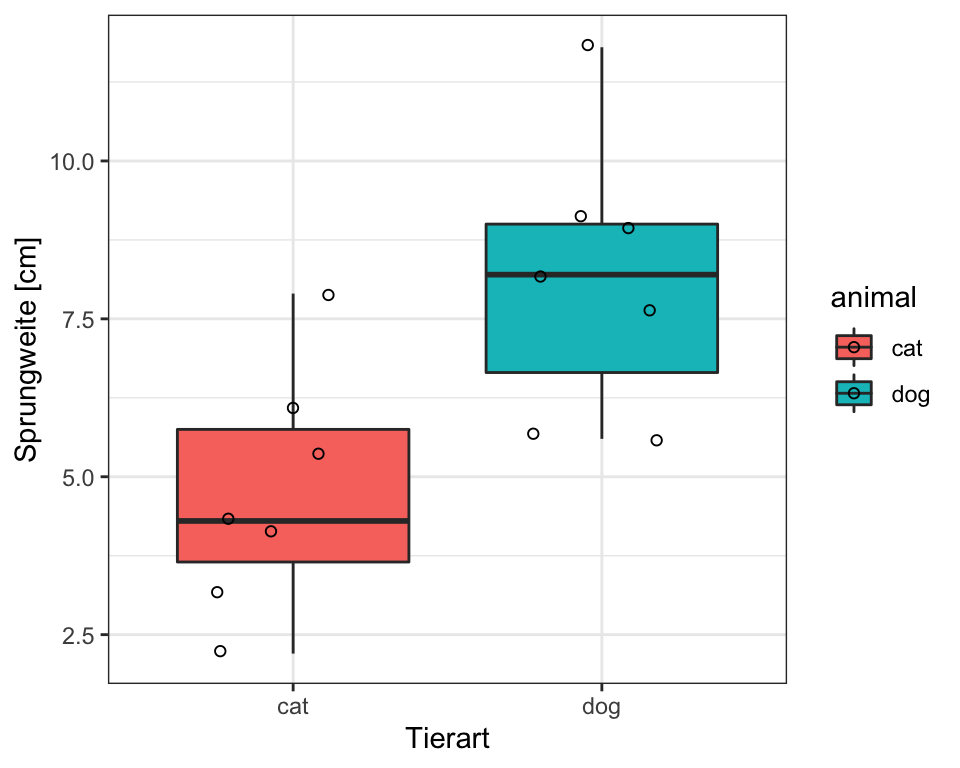 Sprungweite [cm]
10.0
7.5
5.0
2.5
cat
dog
Tierart
animal
cat
dog